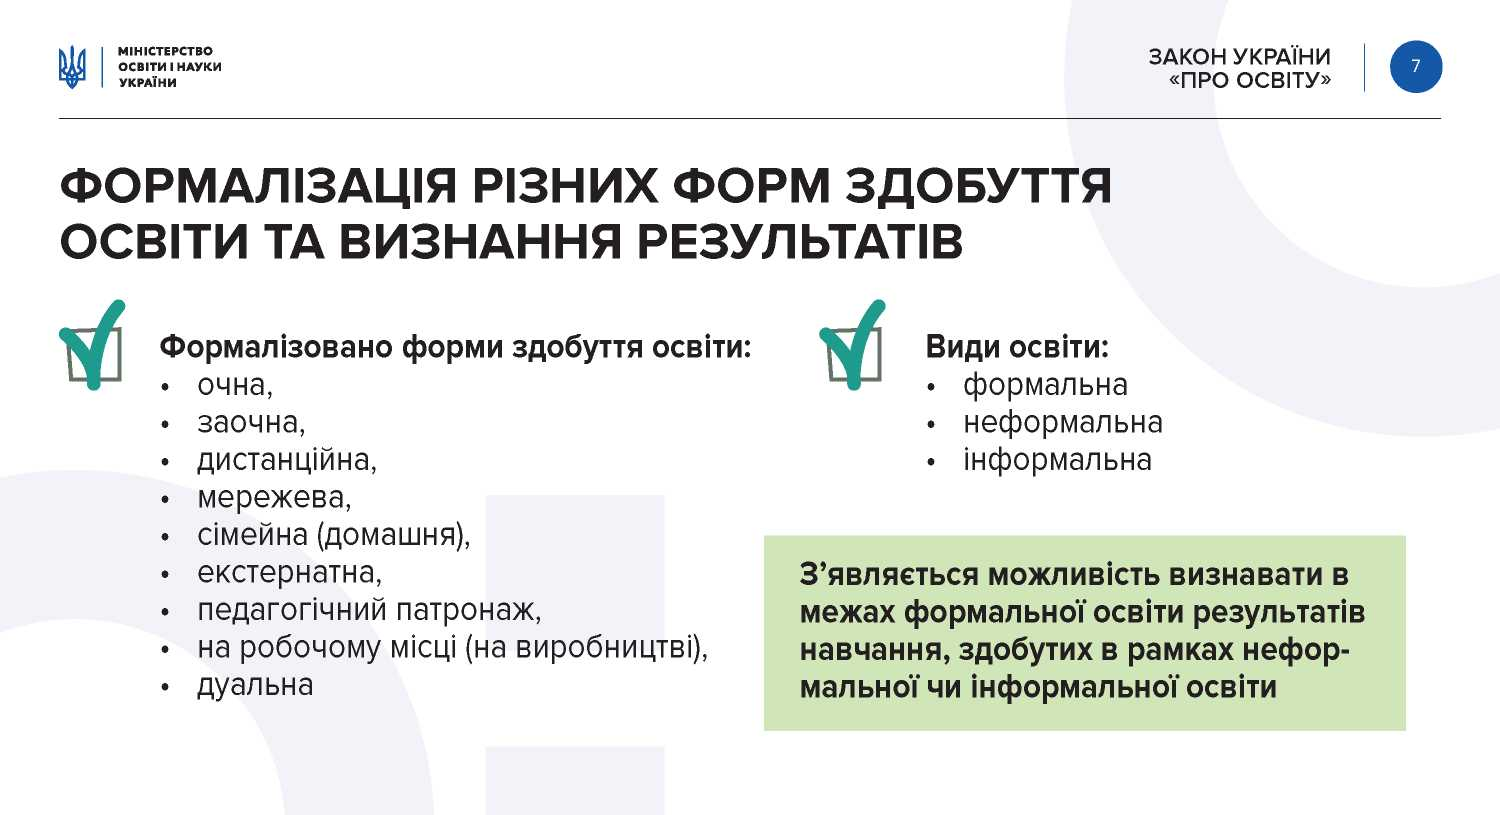 МІНІСТЕРСТВО
ОСВІТИ І НАУКИ
УКРАЇНИ
ЗАКОН УКРАЇНИ
«ПРО ОСВІТУ»
7
ФОРМАЛІЗАЦІЯ РІЗНИХ ФОРМ ЗДОБУТТЯ
ОСВІТИ ТА ВИЗНАННЯ РЕЗУЛЬТАТІВ
Формалізовано форми здобуття освіти:
• очна,
• заочна,
• дистанційна,
• мережева,
• сімейна (домашня),
• екстернатна,
• педагогічний патронаж,
• на робочому місці (на виробництві),
• дуальна
Види освіти:
• формальна
• неформальна
• інформальна
З’являється можливість визнавати в
межах формальної освіти результатів
навчання, здобутих в рамках нефор-
мальної чи інформальної освіти